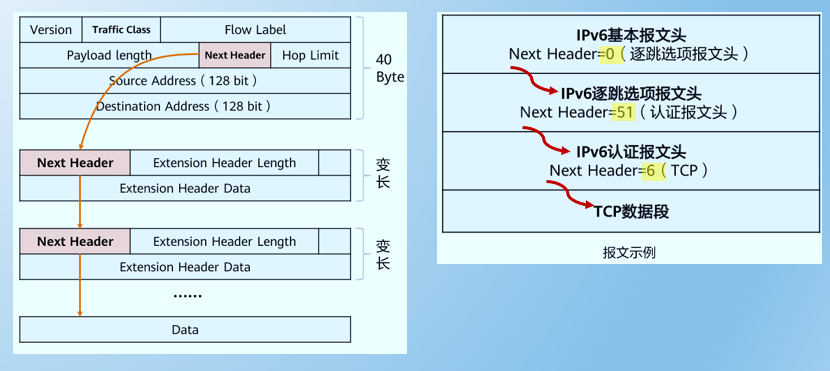 Version Traffic Class Flow Label
Payload length Next Header Hop Limit
Source Address（128 bit）
Destination Address（128 bit）
40
Byte
Next Header Extension Header Length
Extension Header Data
变
长
Next Header Extension Header Length
Extension Header Data
变
长
······
Data
IPv6基本报文头
Next Header=0（逐跳选项报文头）
IPv6逐跳选项报文头
Next Header=51（认证报文头）
IPv6认证报文头
Next Header=6（TCP）
TCP数据段
报文示例